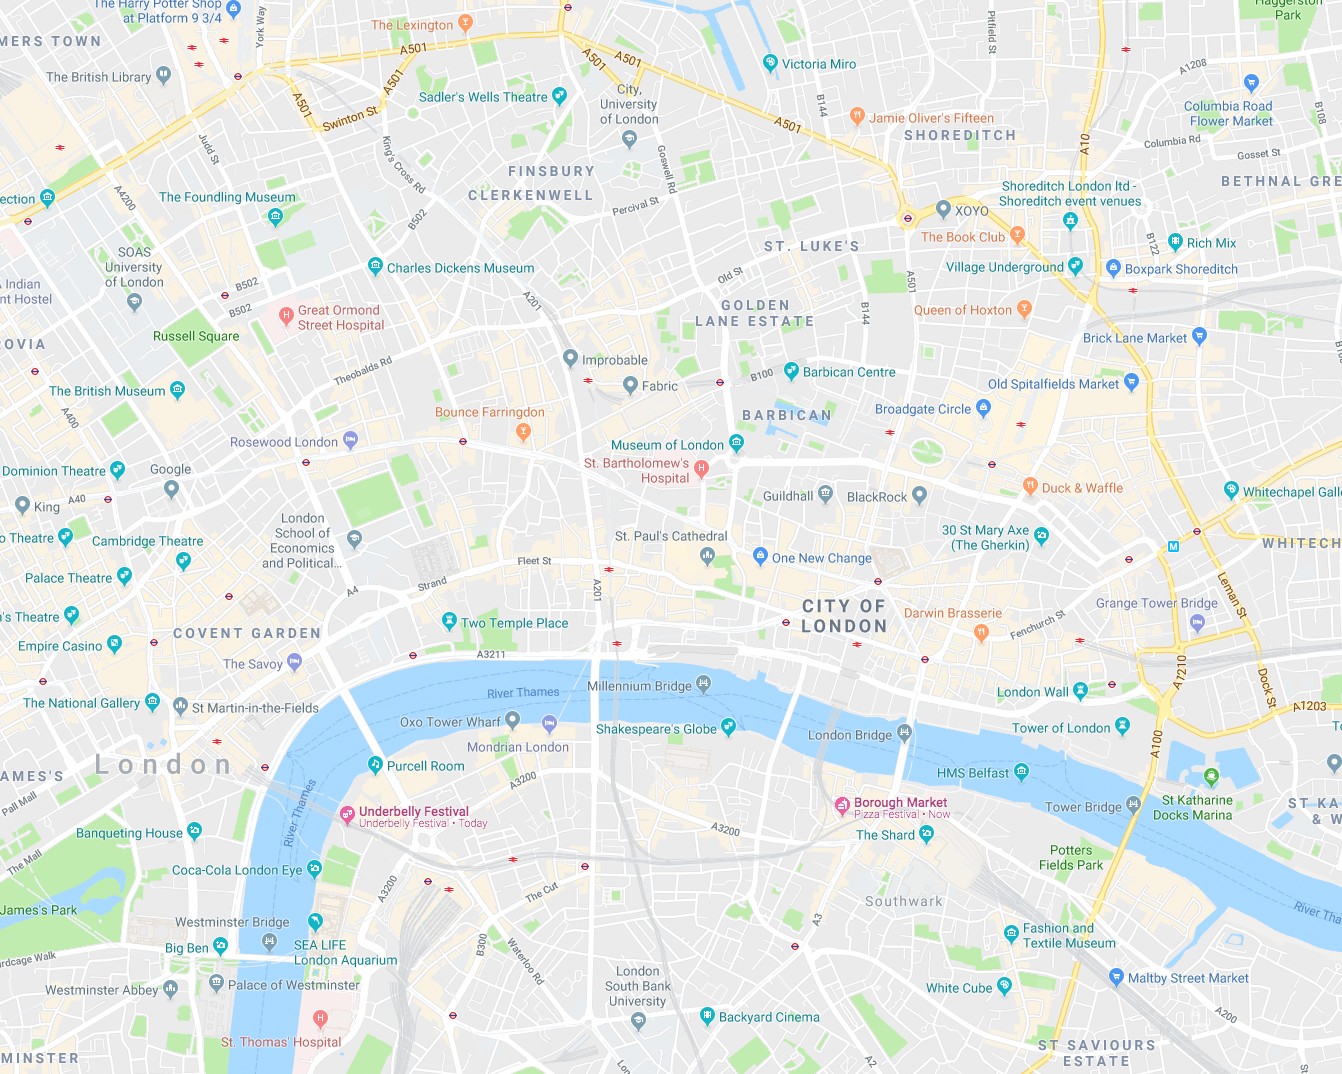 The Harry Potter Shop
at Platform 9 3/4
York Way
The Lexington
A501
A501
A501
Pitfield St
Haggerston
Park
MERS TOWN
The British Library
A501
A501
Swinton St
Sadler's Wells Theatre
City,
University
of London
Victoria Miro
B144
A501
Jamie Oliver's Fifteen
SHOREDITCH
A10
A1208
Columbia Road
Flower Market
B108
Columbia Rd
Gosset St
BETHNAL GRE
Judd St
King's Cross Rd
Goswell Rd
FINSBURY
CLERKENWELL
A4200
ection
The Foundling Museum
B502
Percival St
Shoreditch London ltd -
Shoreditch event venues
XOYO
The Book Club
B122
Rich Mix
ST. LUKE'S
SOAS
University
of London
Charles Dickens Museum
Old St
A501
Village Underground
Boxpark Shoreditch
Indian
nt Hostel
B502
B502
A201
GOLDEN
LANE ESTATE
B144
Queen of Hoxton
Great Ormond
Street Hospital
Russell Square
ROVIA
Brick Lane Market
Improbable
Theobalds Rd
Fabric
B100
Barbican Centre
Old Spitalfields Market
The British Museum
A400
Bounce Farringdon
BARBICAN
Broadgate Circle
Rosewood London
Museum of London
St. Bartholomew's
Hospital
Dominion Theatre
Google
A40
King
Guildhall
BlackRock
Duck & Waffle
Whitechapel Galle
London
School of
Economics
and Political...
St. Paul's Cathedral
30 St Mary Axe
(The Gherkin)
WHITECH
o Theatre
Cambridge Theatre
Palace Theatre
Fleet St
One New Change
Strand
A4
A201
Leman St
CITY OF
LONDON
Darwin Brasserie
Fenchurch St
Grange Tower Bridge
n's Theatre
Empire Casino
COVENT GARDEN
Two Temple Place
The Savoy
A3211
A1210
Dock St
The National Gallery
St Martin-in-the-Fields
River Thames
Millennium Bridge
London Wall
A1203
Oxo Tower Wharf
Shakespeare's Globe
London Bridge
Tower of London
To
Mondrian London
A100
London
AMES'S
Purcell Room
A3200
HMS Belfast
Pall Mall
River Thames
Underbelly Festival
Underbelly Festival • Today
Borough Market
Pizza Festival • Now
Tower Bridge
St Katharine
Docks Marina
ST KA
& W
Banqueting House
A3200
The Shard
The Mall
Coca-Cola London Eye
Potters
Fields Park
A3200
The Cut
Southwark
James's Park
Westminster Bridge
A3
River Tha
Big Ben
SEA LIFE
London Aquarium
B300
Waterloo Rd
Fashion and
Textile Museum
rdcage Walk
Westminster Abbey
Palace of Westminster
London
South Bank
University
White Cube
Maltby Street Market
St. Thomas' Hospital
Backyard Cinema
A200
MINSTER
Lon
A2
ST SAVIOURS
ESTATE
St